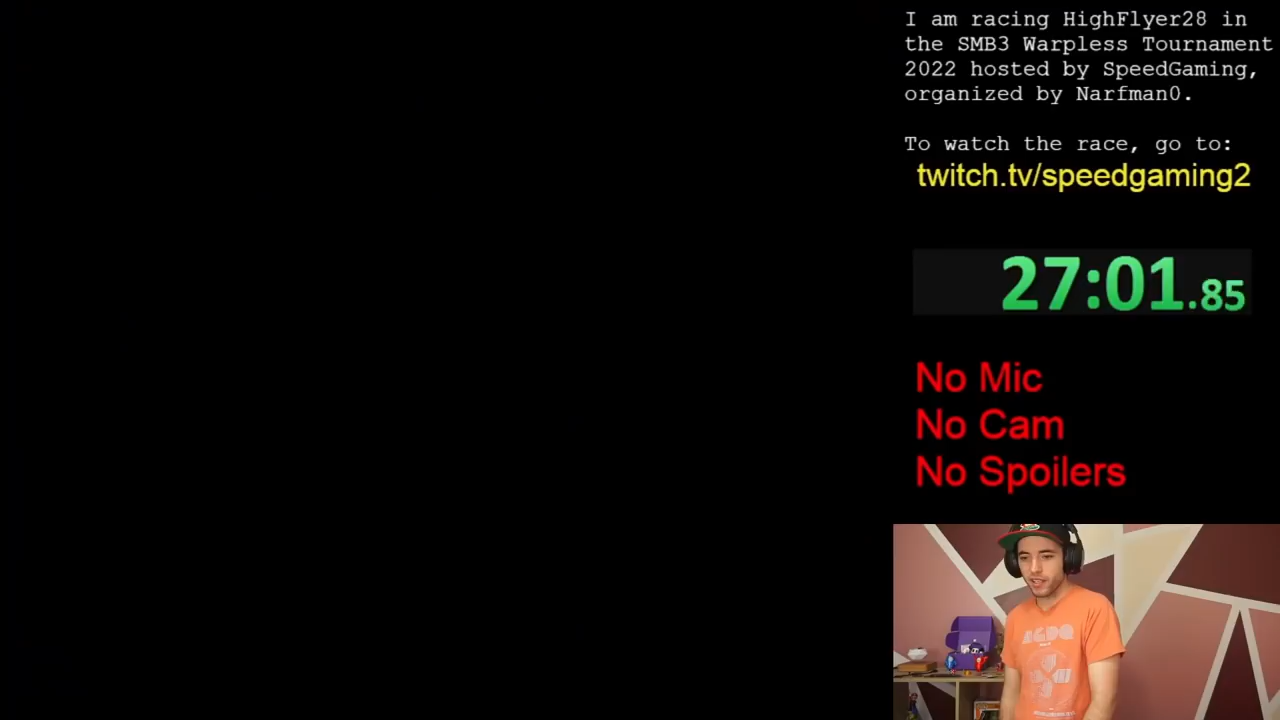 I am racing HighFlyer28 in
the SMB3 Warpless Tournament
2022 hosted by SpeedGaming,
organized by Narfman0.
To watch the race, go to:
twitch.tv/speedgaming2
27:01.85
No Mic
No Cam
No Spoilers
AGDQ